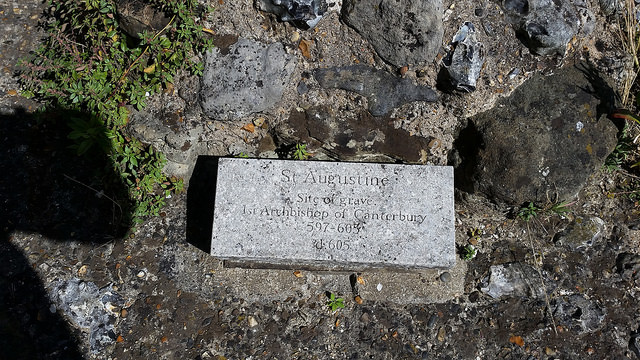 St Augustine
Site of grave
1st Archbishop of Canterbury
597-605
d.605